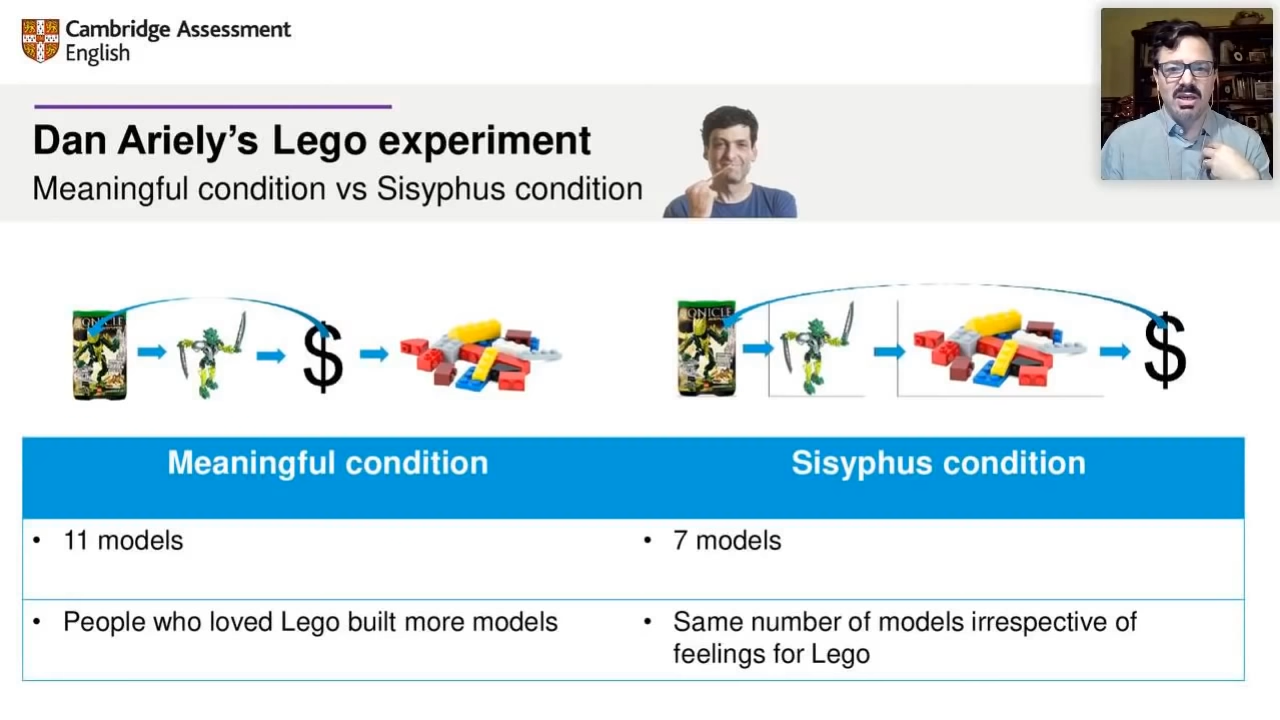 Cambridge Assessment
English
Dan Ariely’s Lego experiment
Meaningful condition vs Sisyphus condition
$
$
Meaningful condition
Sisyphus condition
• 11 models
• 7 models
• People who loved Lego built more models
• Same number of models irrespective of
feelings for Lego